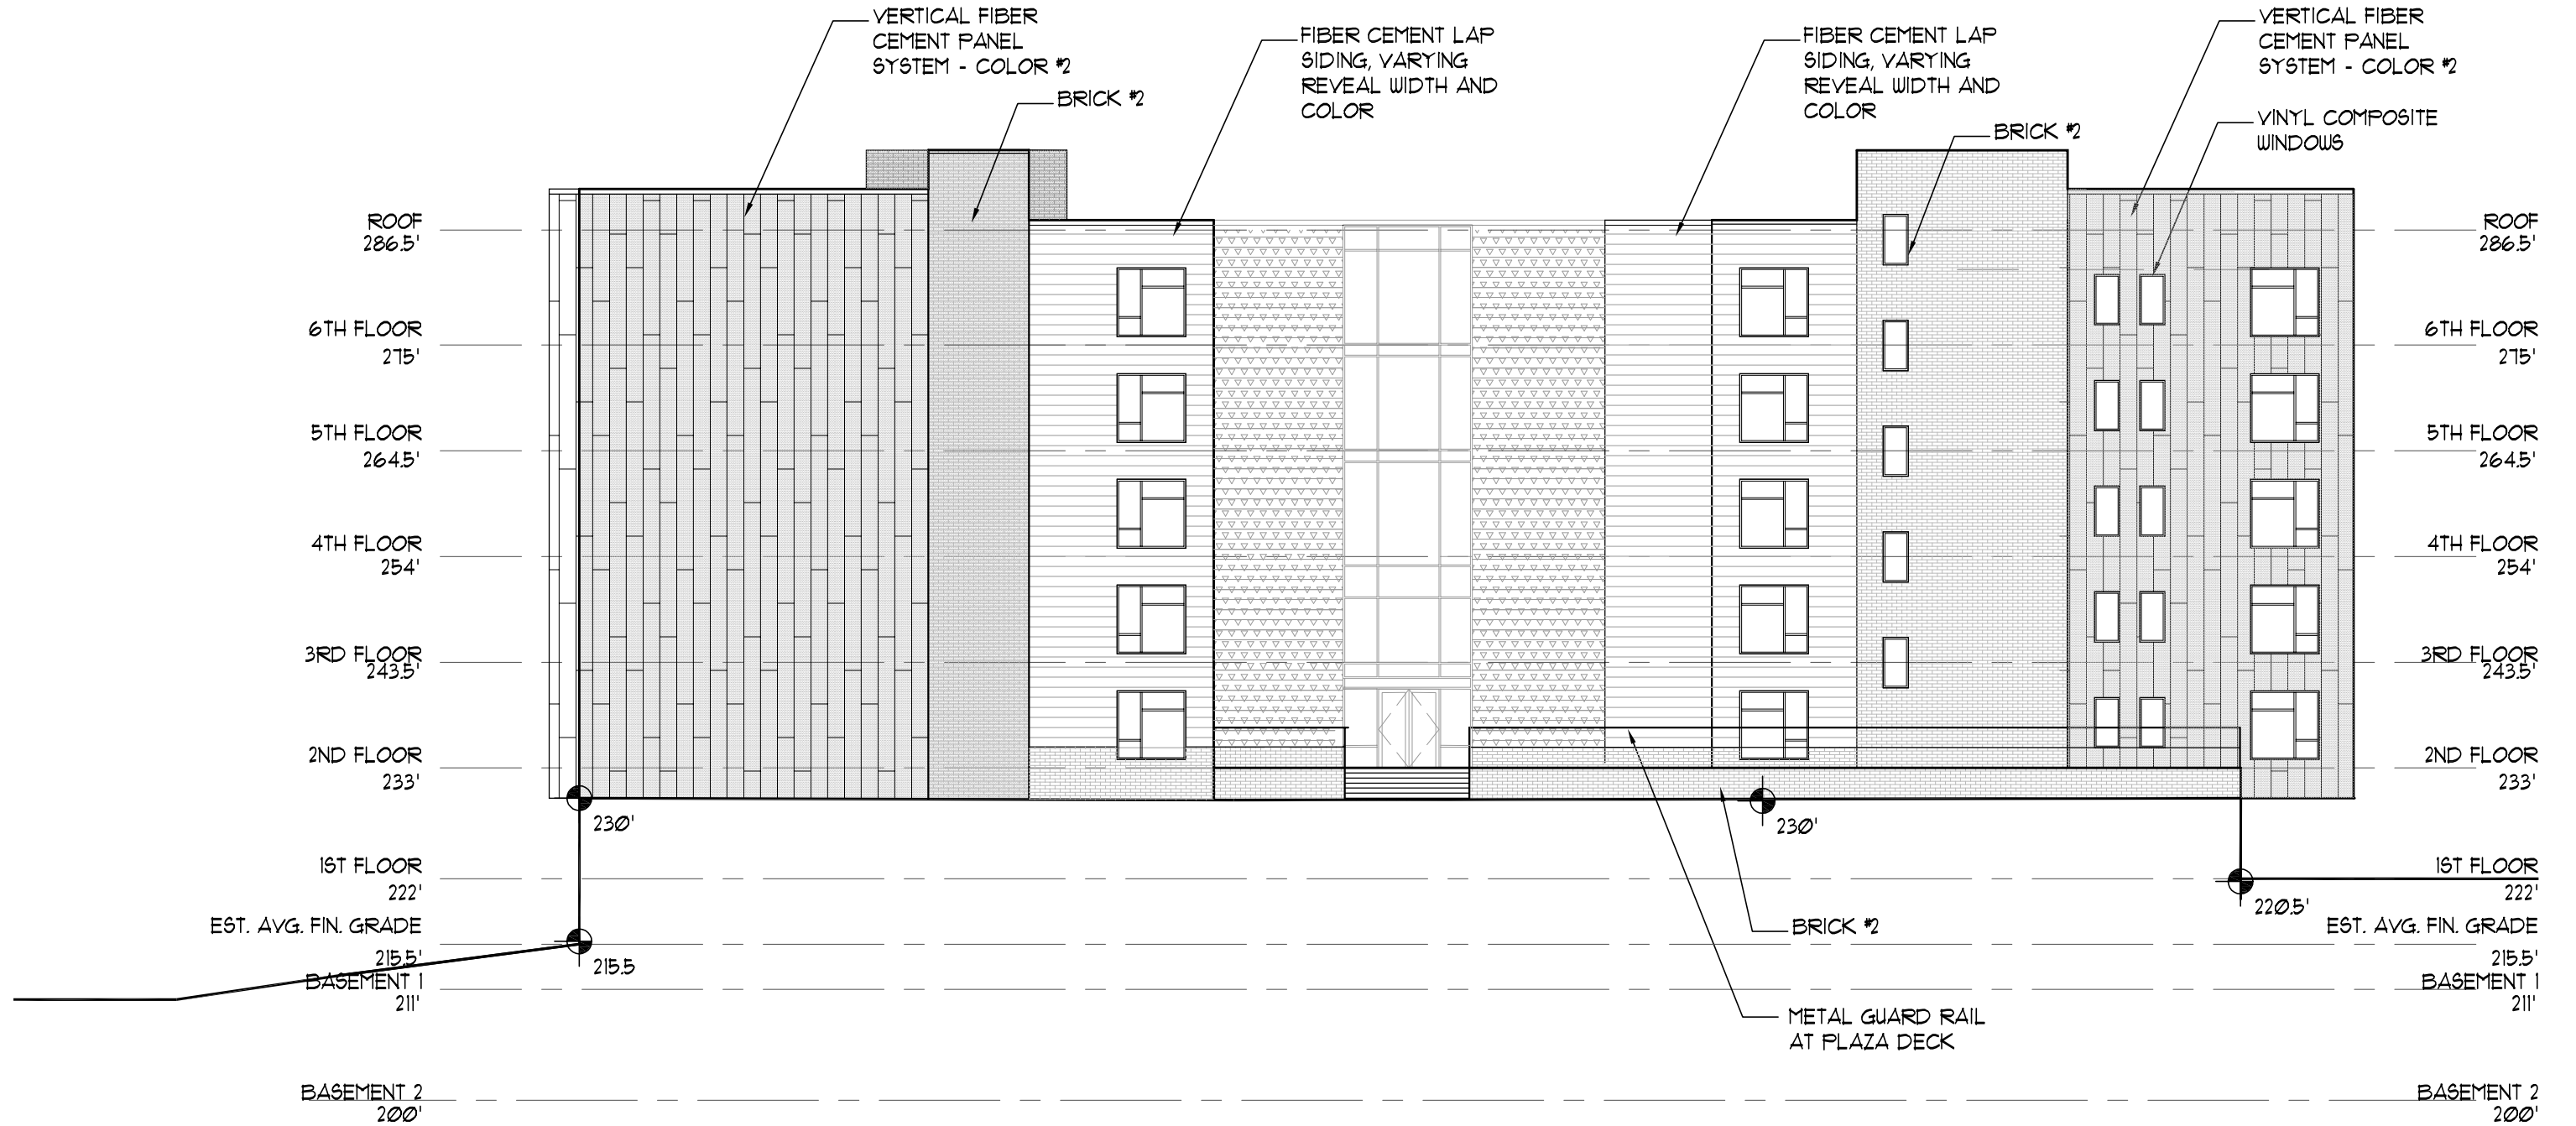 VERTICAL FIBER
CEMENT PANEL
SYSTEM - COLOR #2
BRICK #2
FIBER CEMENT LAP
SIDING, VARYING
REVEAL WIDTH AND
COLOR
FIBER CEMENT LAP
SIDING, VARYING
REVEAL WIDTH AND
COLOR
BRICK #2
VERTICAL FIBER
CEMENT PANEL
SYSTEM - COLOR #2
VINYL COMPOSITE
WINDOWS
ROOF
286.5'
6TH FLOOR
275'
5TH FLOOR
264.5'
4TH FLOOR
254'
3RD FLOOR
243.5'
2ND FLOOR
233'
1ST FLOOR
222'
EST. AVG. FIN. GRADE
215.5'
BASEMENT 1
211'
BASEMENT 2
200'
230'
215.5
230'
220.5'
BRICK #2
METAL GUARD RAIL
AT PLAZA DECK
ROOF
286.5'
6TH FLOOR
275'
5TH FLOOR
264.5'
4TH FLOOR
254'
3RD FLOOR
243.5'
2ND FLOOR
233'
1ST FLOOR
222'
EST. AVG. FIN. GRADE
215.5'
BASEMENT 1
211'
BASEMENT 2
200'